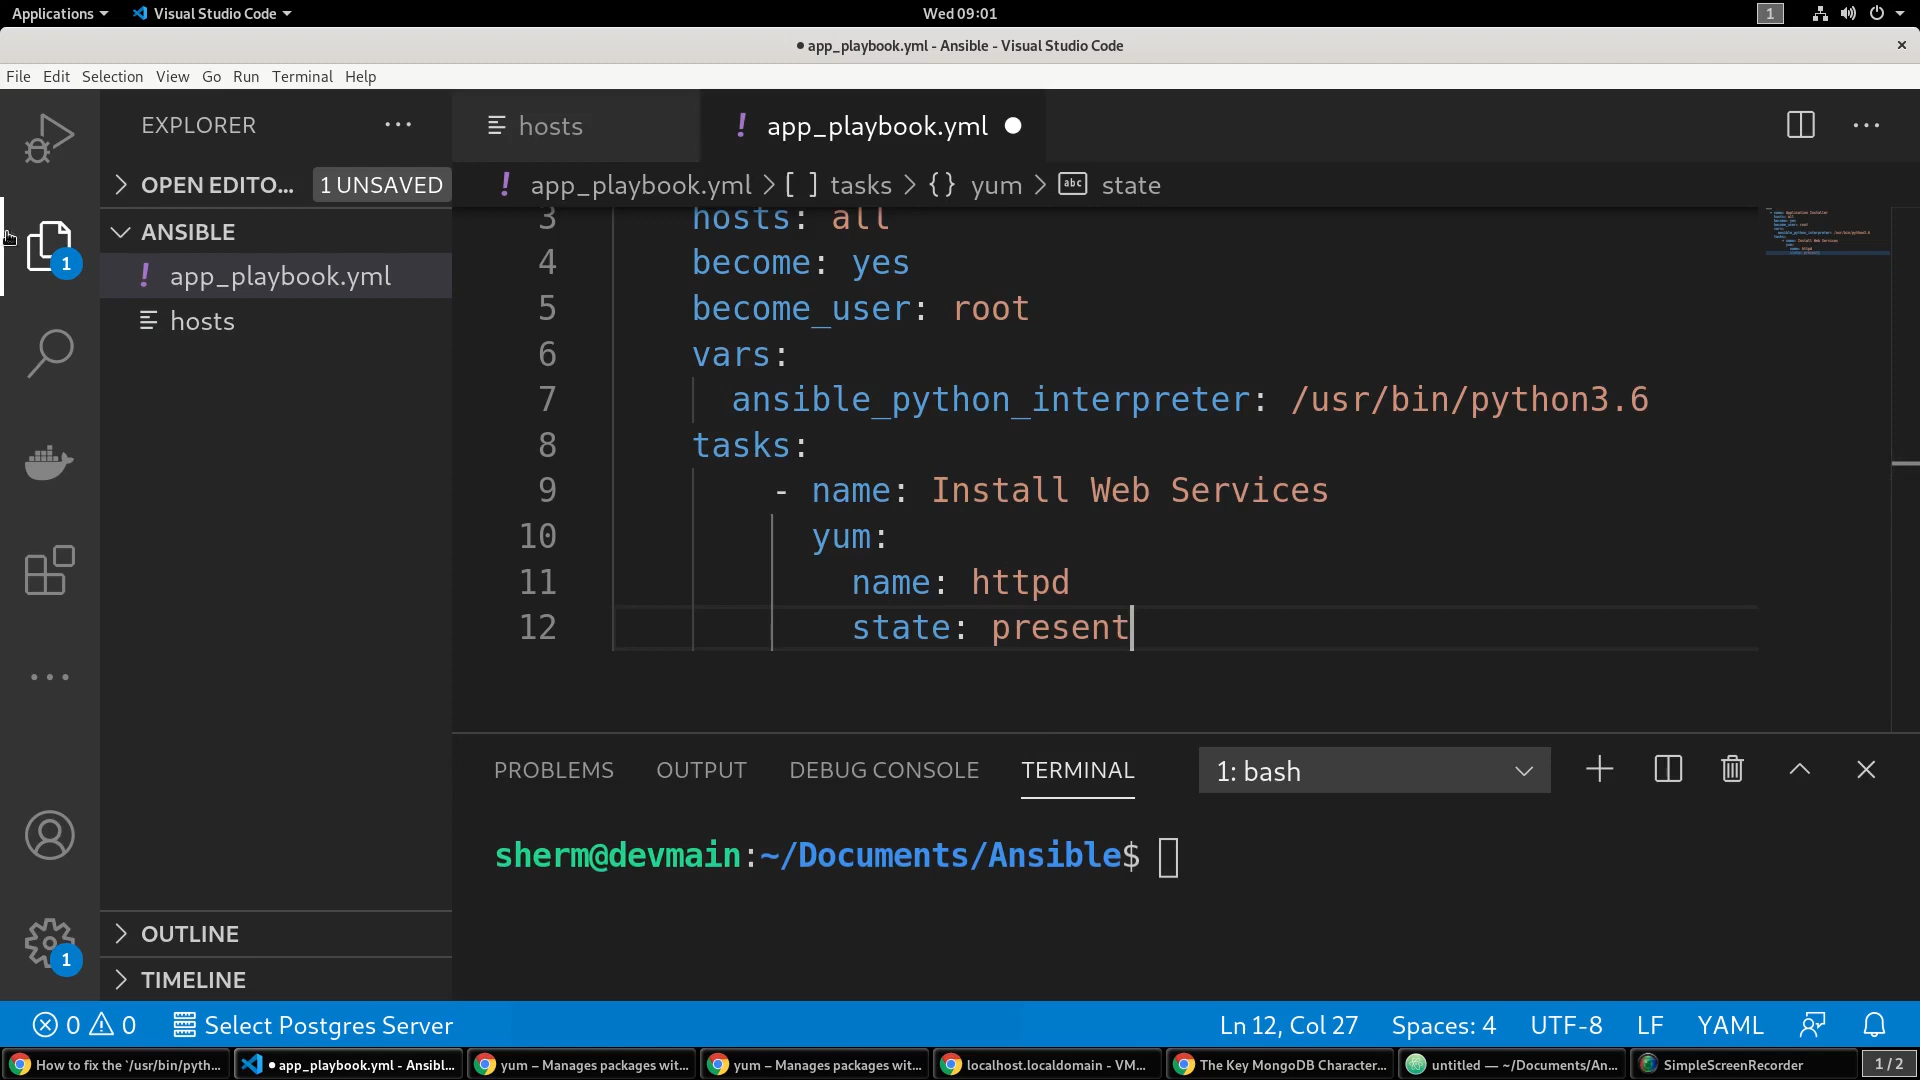 Applications Visual Studio Code Wed 09:01 1
app_playbook.yml - Ansible - Visual Studio Code
File Edit Selection View Go Run Terminal Help
EXPLORER
OPEN EDITO... 1 UNSAVED
ANSIBLE
app_playbook.yml
hosts
OUTLINE
TIMELINE
1
1
hosts ! app_playbook.yml
! app_playbook.yml > [ ] tasks > {} yum > abc state
3 hosts: all
4 become: yes
5 become_user: root
6 vars:
7 ansible_python_interpreter: /usr/bin/python3.6
8 tasks:
9 - name: Install Web Services
10 yum:
11 name: httpd
12 state: present
PROBLEMS OUTPUT DEBUG CONSOLE TERMINAL 1: bash
sherm@devmain:~/Documents/Ansible$
0 0 Select Postgres Server Ln 12, Col 27 Spaces: 4 UTF-8 LF YAML
How to fix the `/usr/bin/pyth... app_playbook.yml - Ansibl... yum – Manages packages wit... yum – Manages packages wit... localhost.localdomain - VM... The Key MongoDB Character... untitled — ~/Documents/An... SimpleScreenRecorder 1 / 2